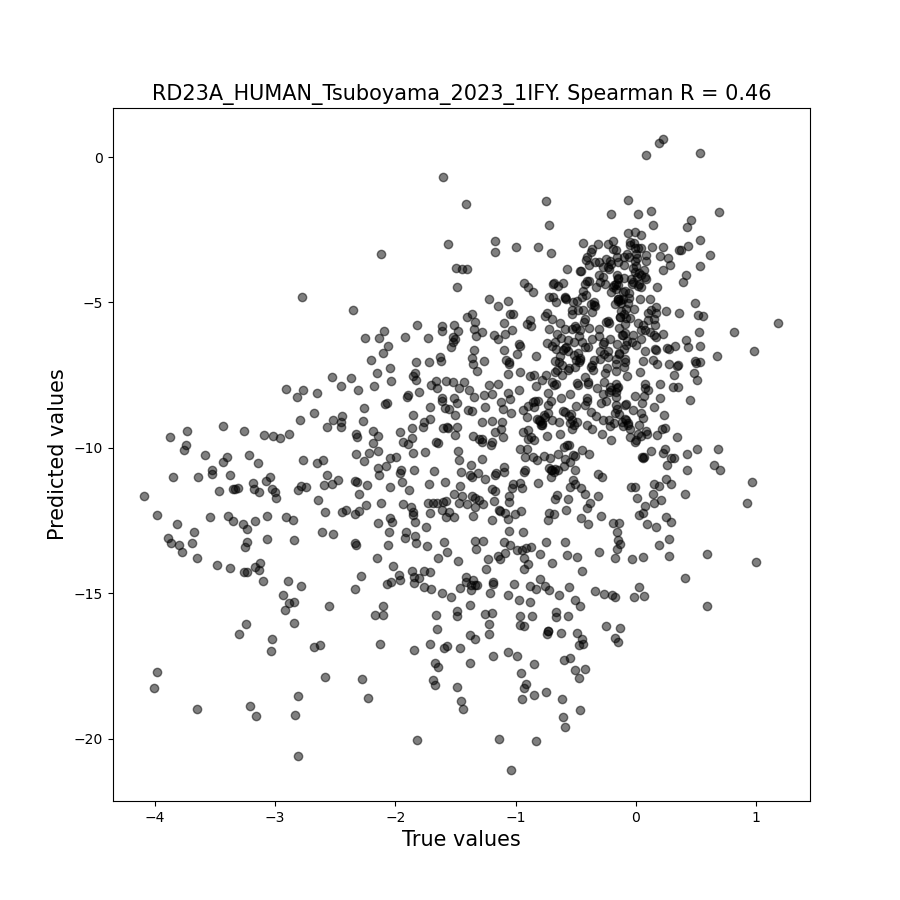 RD23A_HUMAN_Tsuboyama_2023_1IFY. Spearman R = 0.46
0
−5
−10
−15
−20
Predicted values
−4 −3 −2 −1 0 1
True values